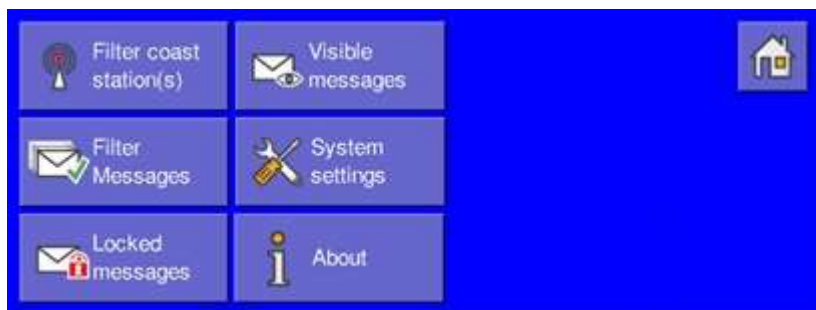 Filter coast
station(s)
Visible
messages
Filter
Messages
System
settings
Locked
messages
About